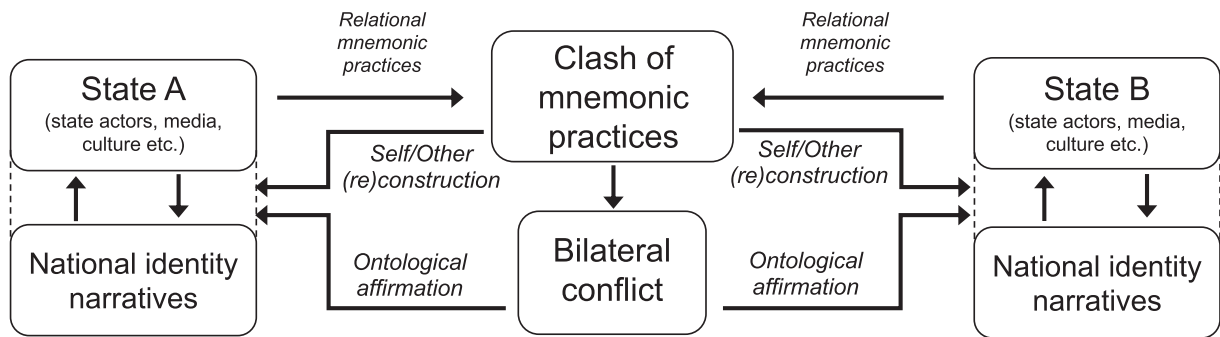 Relational
mnemonic
practices
State A
(state actors, media,
culture etc.)
National identity
narratives
Self/Other
(re)construction
Ontological
affirmation
Clash of
mnemonic
practices
Bilateral
conflict
Relational
mnemonic
practices
Self/Other
(re)construction
Ontological
affirmation
State B
(state actors, media,
culture etc.)
National identity
narratives